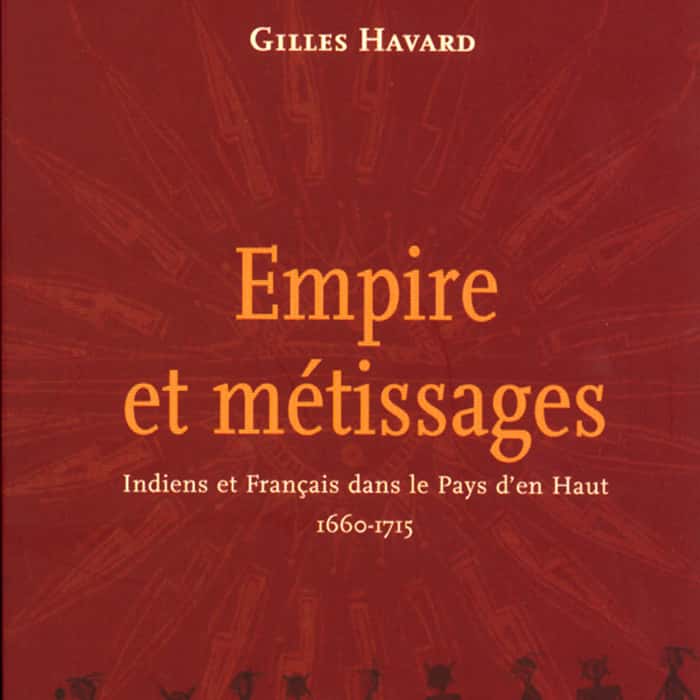 GILLES HAVARD
Empire
et métissages
Indiens et Français dans le Pays d'en Haut
1660-1715